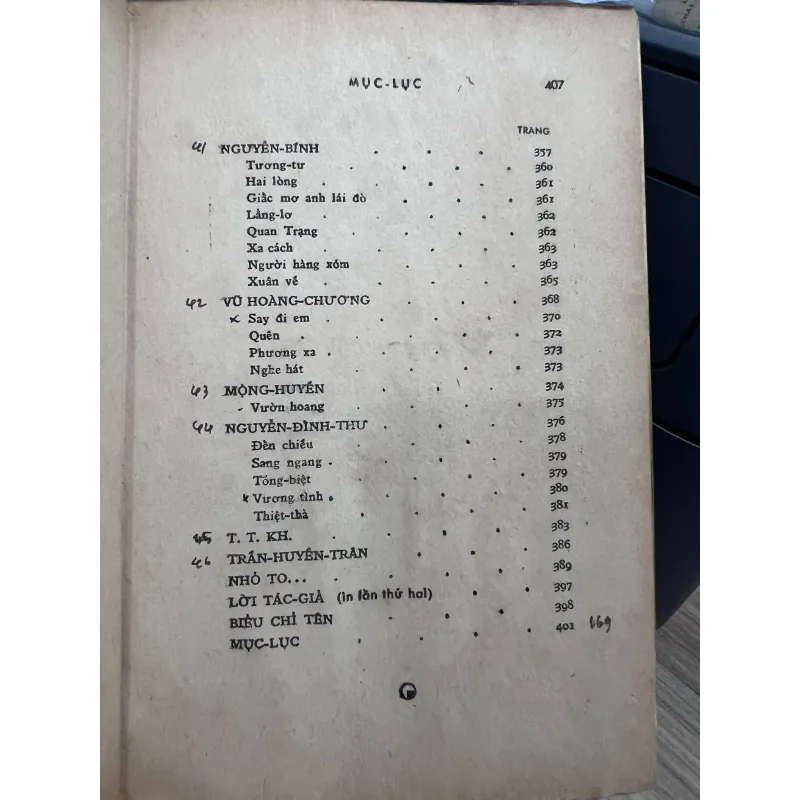 MỤC-LỤC 407
TRANG
41 NGUYỄN-BÍNH . . . . 357
Tương-tư . . . . 360
Hai lòng . . . . 361
Giấc mơ anh lái đò . . . 361
Lẳng-lơ . . . . 362
Quan Trạng . . . . 362
Xa cách . . . . 363
Người hàng xóm . . . 363
Xuân về . . . . 365
42 VŨ HOÀNG-CHƯƠNG . . . 368
x Say đi em . . . . 370
Quên . . . . . 372
Phương xa . . . . 373
Nghe hát . . . . 373
43 MỘNG-HUYỀN . . . . 374
- Vườn hoang . . . . 375
44 NGUYỄN-ĐÌNH-THƯ . . . . 376
Đèn chiều . . . . 378
Sang ngang . . . . 379
Tống-biệt . . . . 379
x Vương tình . . . . 380
Thiệt-thà . . . . 381
45 T. T. KH. . . . . 383
46 TRẦN-HUYỀN-TRÂN . . . 386
NHỎ TO... . . . . 389
LỜI TÁC-GIẢ (in lần thứ hai) . . 397
BIỂU CHỈ TÊN . . . . 398
MỤC-LỤC . . . . 401 169